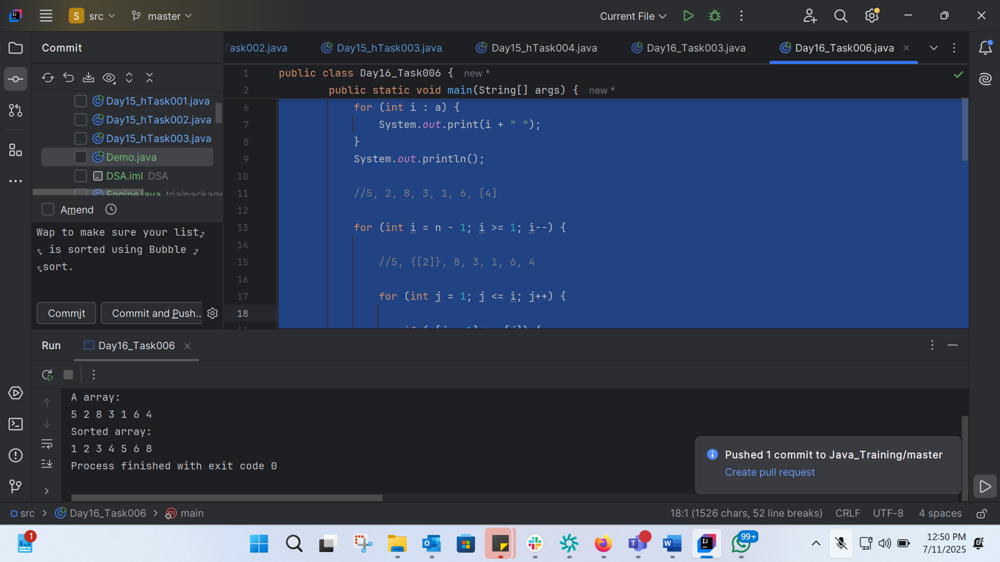 S src master Current File
Commit
Task002.java Day15_hTask003.java Day15_hTask004.java Day16_Task003.java Day16_Task006.java
Day15_hTask001.java
Day15_hTask002.java
Day15_hTask003.java
Demo.java
DSA.iml DSA
Engine.java trialpackage
Amend
Wap to make sure your list
is sorted using Bubble
sort.
Commit Commit and Push..
1 public class Day16_Task006 { new *
2 public static void main(String[] args) { new *
6 for (int i : a) {
7 System.out.print(i + " ");
8 }
9 System.out.println();
10
11 //5, 2, 8, 3, 1, 6, [4]
12
13 for (int i = n - 1; i >= 1; i--) {
14
15 //5, {[2]}, 8, 3, 1, 6, 4
16
17 for (int j = 1; j <= i; j++) {
18
Run Day16_Task006
A array:
5 2 8 3 1 6 4
Sorted array:
1 2 3 4 5 6 8
Process finished with exit code 0
Pushed 1 commit to Java_Training/master
Create pull request
src > Day16_Task006 > main
18:1 (1526 chars, 52 line breaks) CRLF UTF-8 4 spaces
1
99+
12:50 PM
7/11/2025